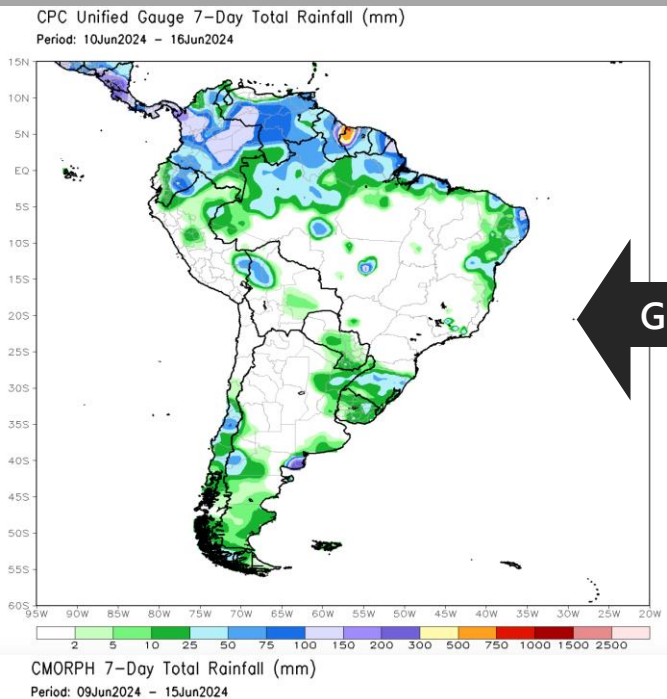 CPC Unified Gauge 7-Day Total Rainfall (mm)
Period: 10Jun2024 – 16Jun2024
15N
10N
5N
EQ
5S
10S
15S
20S
G
25S
30S
35S
40S
45S
50S
55S
60S
95W 90W 85W 80W 75W 70W 65W 60W 55W 50W 45W 40W 35W 30W 25W 20W
2 5 10 25 50 75 100 150 200 300 500 750 1000 1500 2500
CMORPH 7-Day Total Rainfall (mm)
Period: 09Jun2024 – 15Jun2024